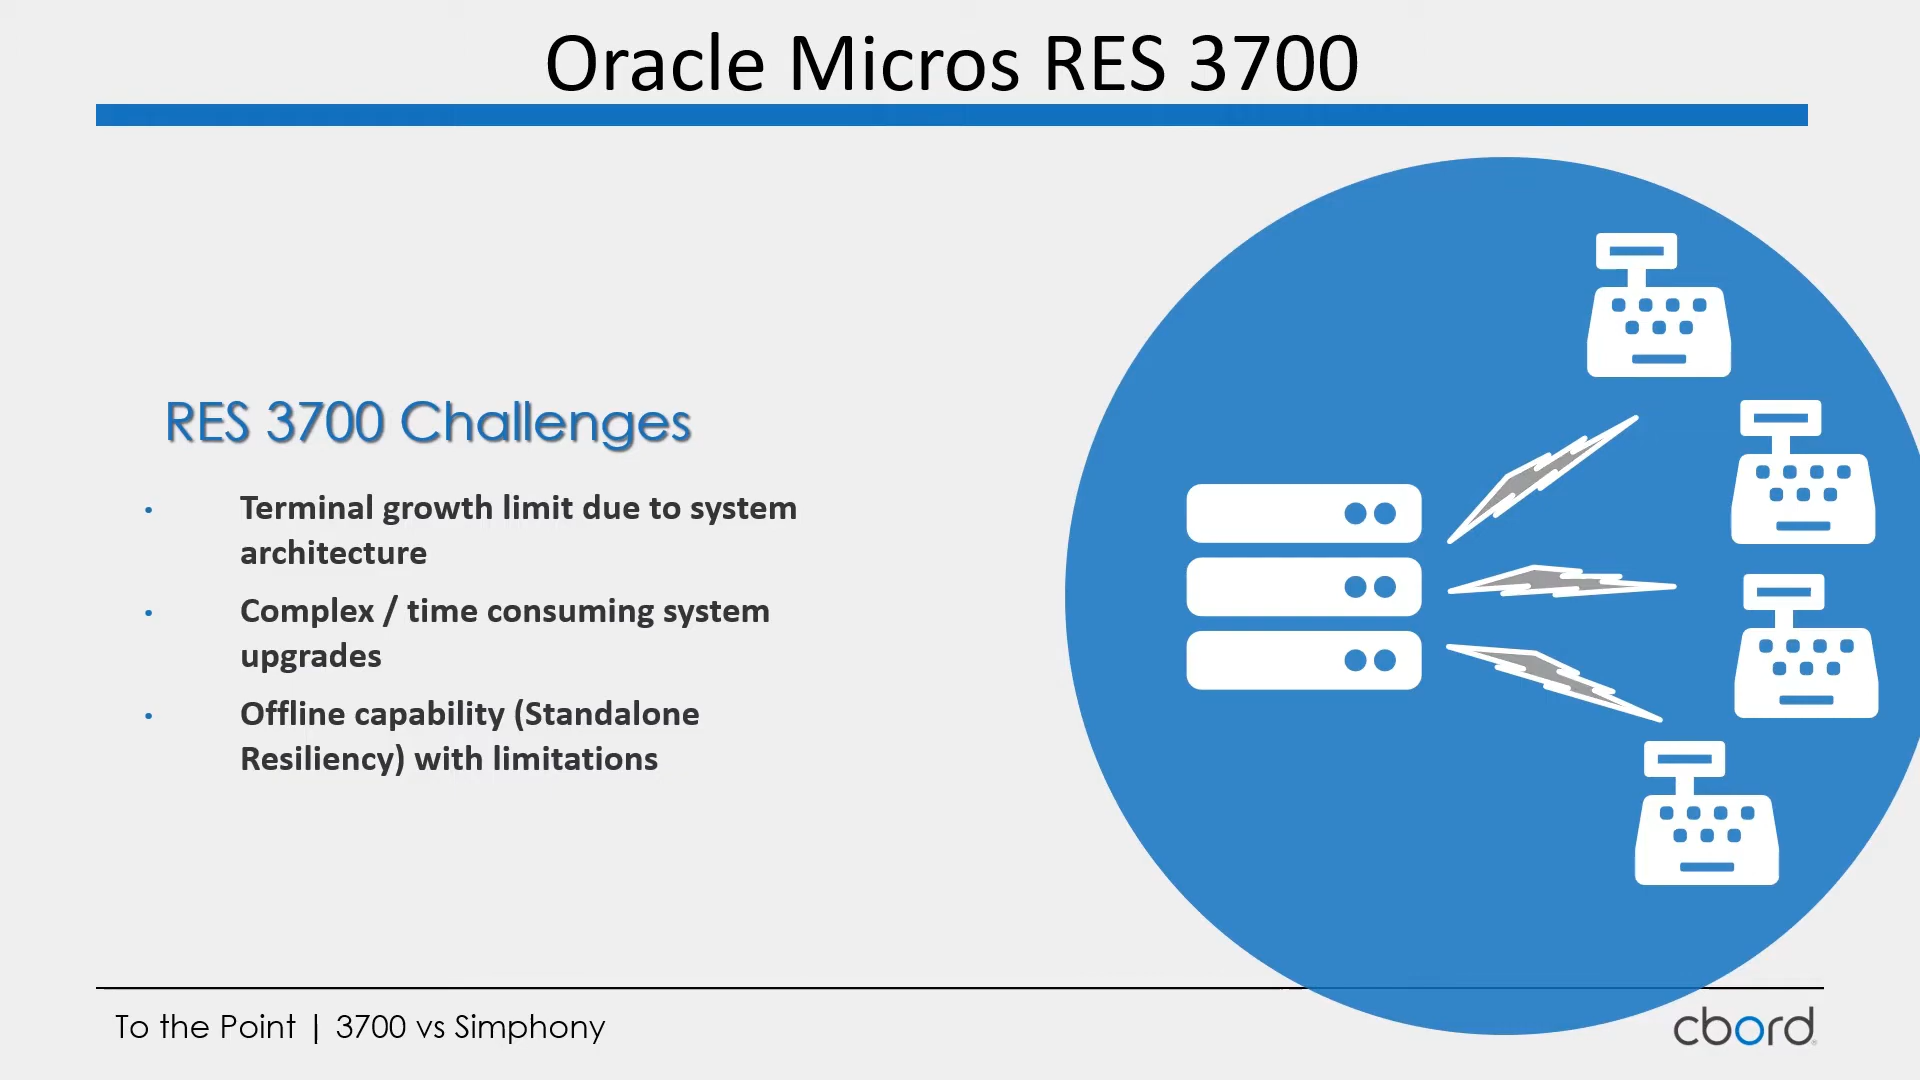 Oracle Micros RES 3700
RES 3700 Challenges
• Terminal growth limit due to system
architecture
• Complex / time consuming system
upgrades
• Offline capability (Standalone
Resiliency) with limitations
To the Point | 3700 vs Simphony
cbord